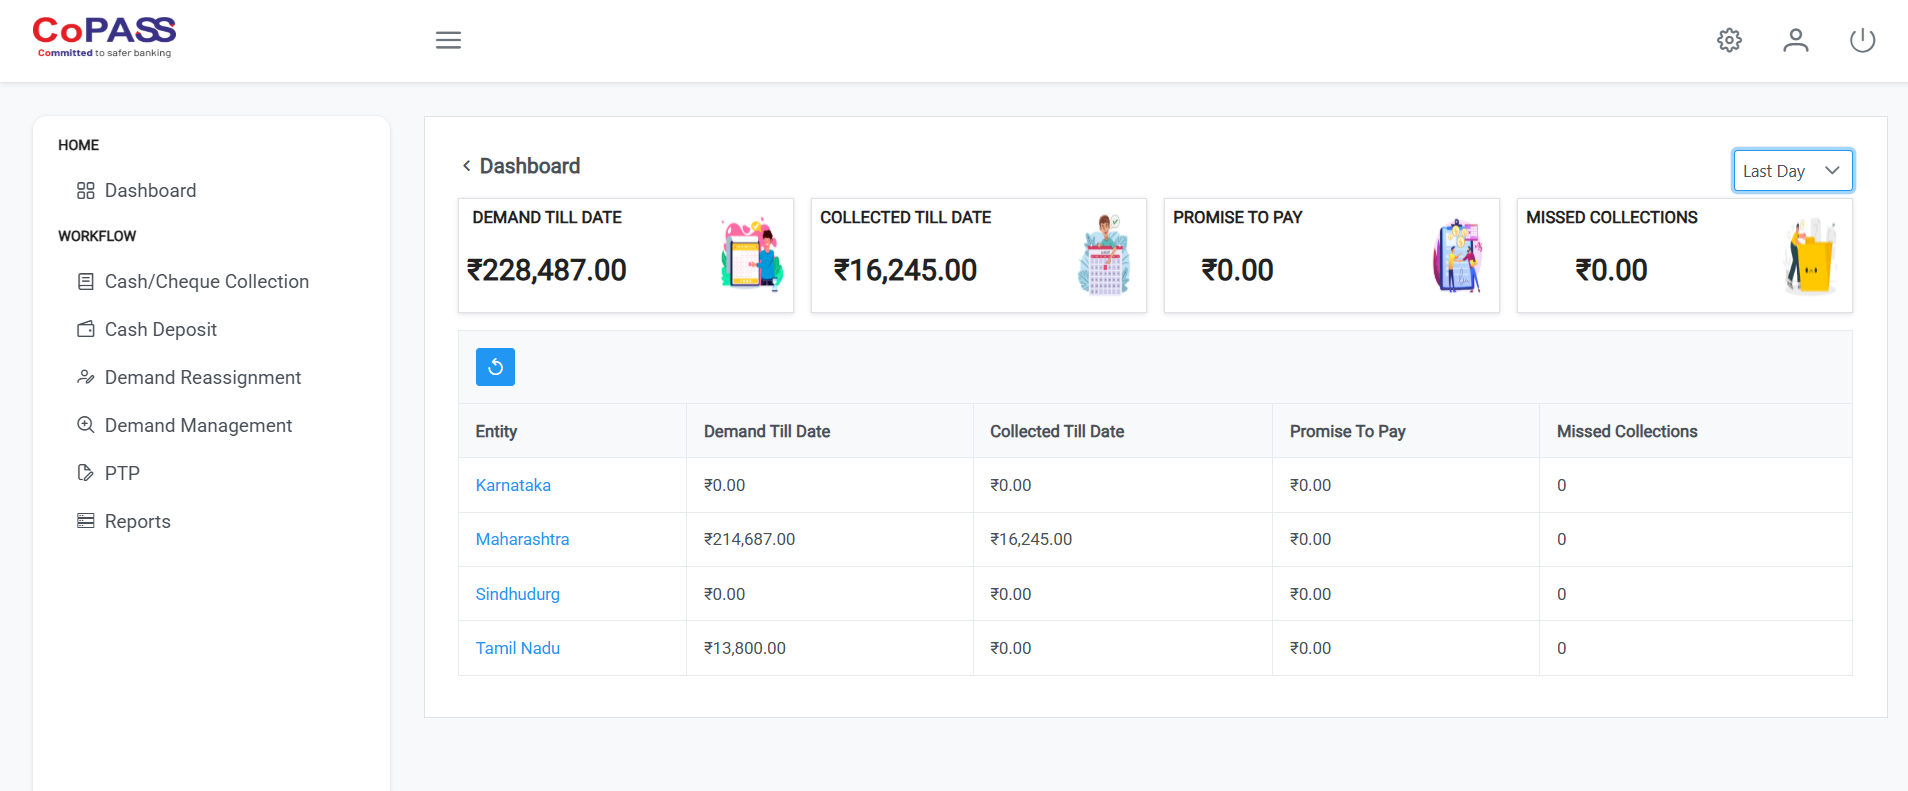 CoPASS
Committed to safer banking
HOME
Dashboard
WORKFLOW
Cash/Cheque Collection
Cash Deposit
Demand Reassignment
Demand Management
PTP
Reports
Dashboard
Last Day
DEMAND TILL DATE
₹228,487.00
COLLECTED TILL DATE
₹16,245.00
PROMISE TO PAY
₹0.00
MISSED COLLECTIONS
₹0.00
Entity Demand Till Date Collected Till Date Promise To Pay Missed Collections
Karnataka ₹0.00 ₹0.00 ₹0.00 0
Maharashtra ₹214,687.00 ₹16,245.00 ₹0.00 0
Sindhudurg ₹0.00 ₹0.00 ₹0.00 0
Tamil Nadu ₹13,800.00 ₹0.00 ₹0.00 0